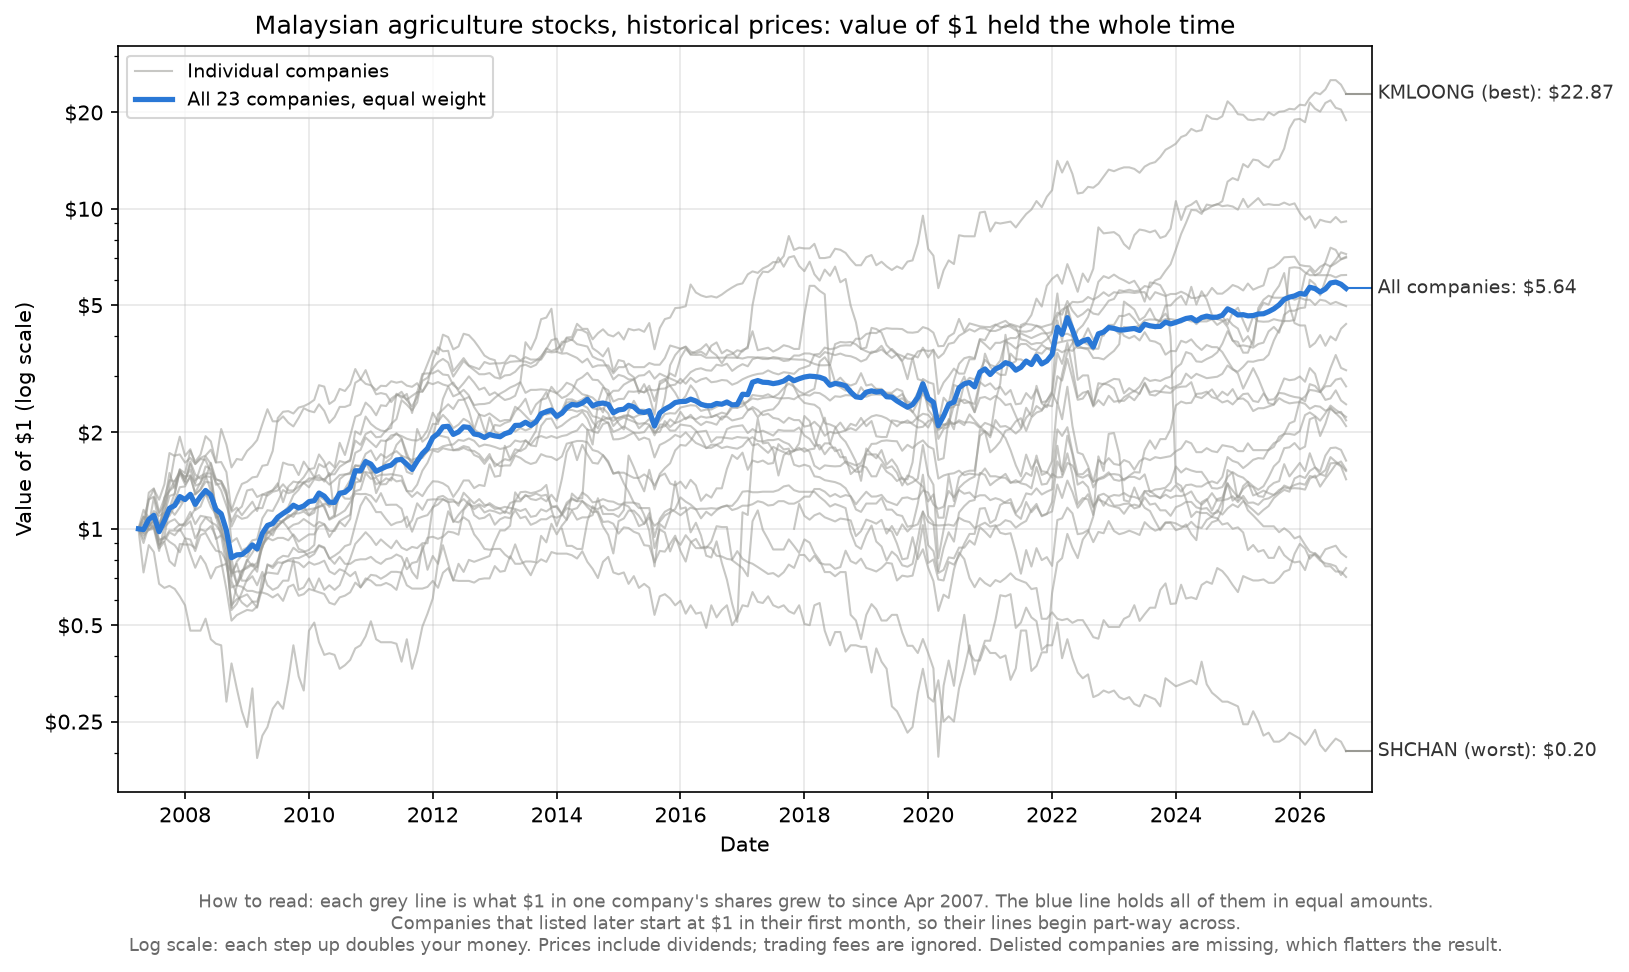 Malaysian agriculture stocks, historical prices: value of $1 held the whole time
Individual companies
All 23 companies, equal weight
Value of $1 (log scale)
$20
$10
$5
$2
$1
$0.5
$0.25
KMLOONG (best): $22.87
All companies: $5.64
SHCHAN (worst): $0.20
2008 2010 2012 2014 2016 2018 2020 2022 2024 2026
Date
How to read: each grey line is what $1 in one company's shares grew to since Apr 2007. The blue line holds all of them in equal amounts.
Companies that listed later start at $1 in their first month, so their lines begin part-way across.
Log scale: each step up doubles your money. Prices include dividends; trading fees are ignored. Delisted companies are missing, which flatters the result.